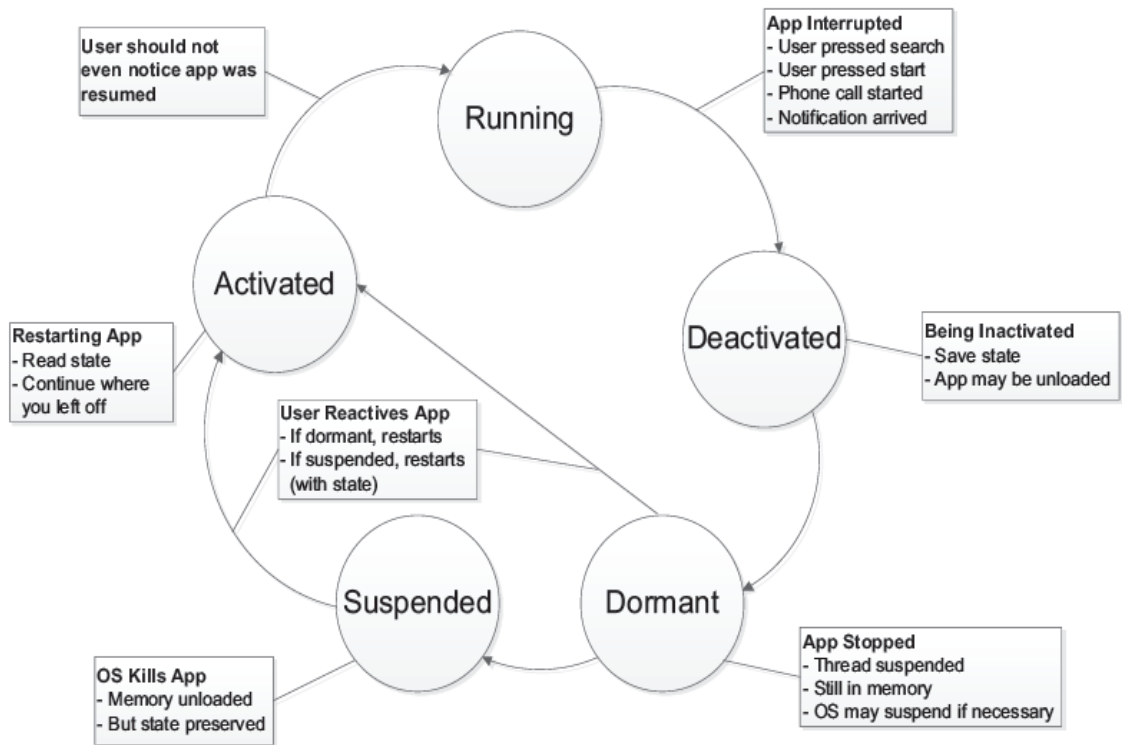 User should not
even notice app was
resumed
Running
App Interrupted
- User pressed search
- User pressed start
- Phone call started
- Notification arrived
Activated
Deactivated
Restarting App
- Read state
- Continue where
you left off
Being Inactivated
- Save state
- App may be unloaded
User Reactives App
- If dormant, restarts
- If suspended, restarts
(with state)
Suspended
Dormant
OS Kills App
- Memory unloaded
- But state preserved
App Stopped
- Thread suspended
- Still in memory
- OS may suspend if necessary